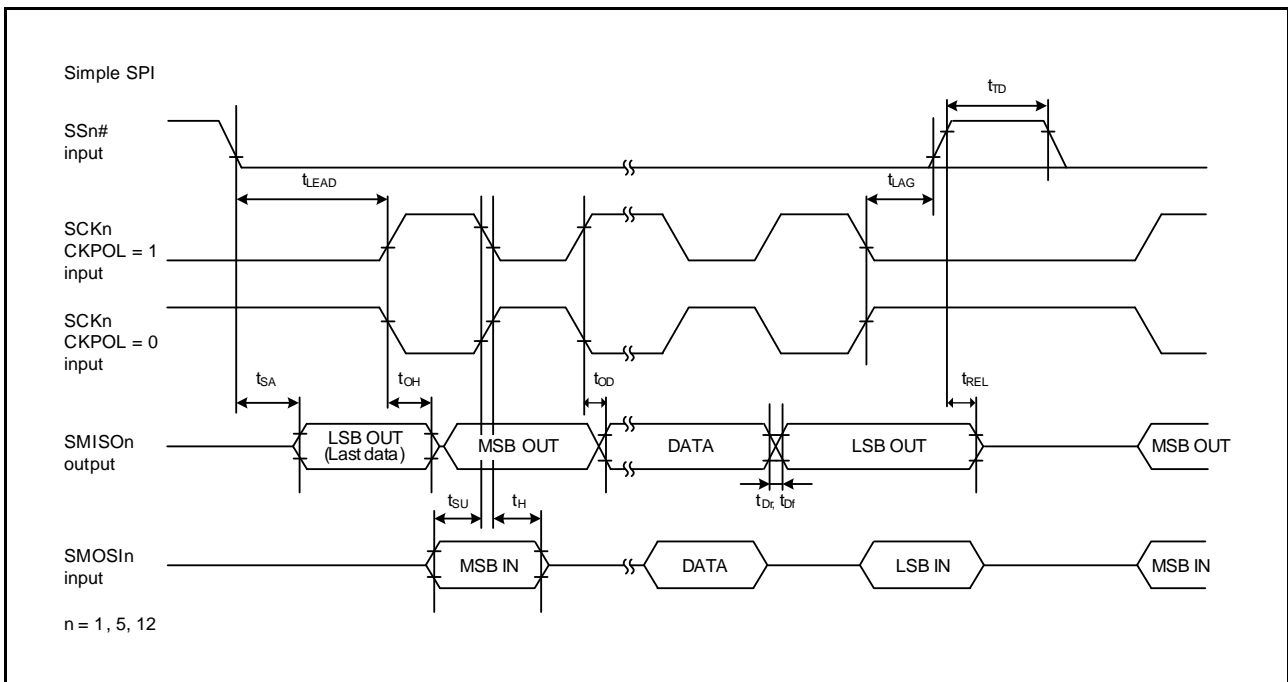 Simple SPI
tTD
SSn#
input
tLEAD
tLAG
SCKn
CKPOL = 1
input
SCKn
CKPOL = 0
input
tSA
tOH
tOD
tREL
SMISOn
output
LSB OUT
(Last data)
MSB OUT
DATA
LSB OUT
MSB OUT
tSU
tH
tDr, tDf
SMOSIn
input
MSB IN
DATA
LSB IN
MSB IN
n = 1, 5, 12